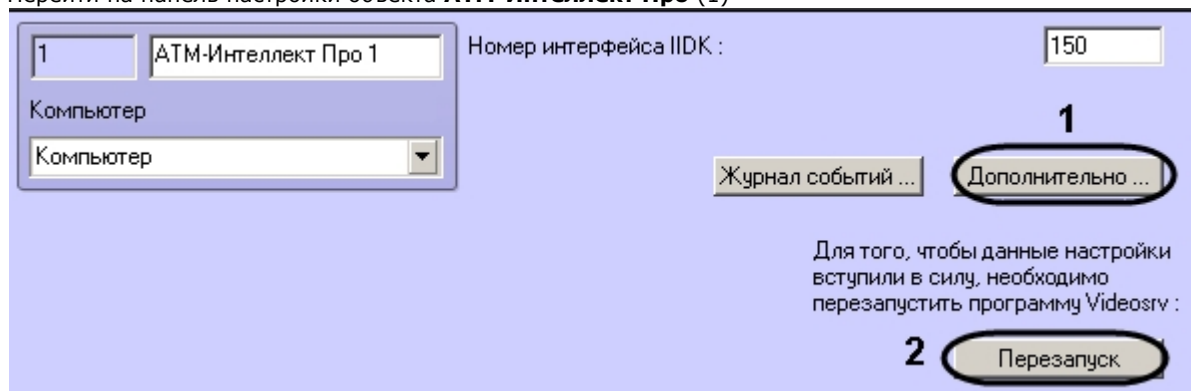 Перейти на панель настройки объекта АТМ-Интеллект Про (1)
1 АТМ-Интеллект Про 1
Номер интерфейса IIDK : 150
Компьютер
Компьютер
1
Журнал событий ... Дополнительно ...
Для того, чтобы данные настройки
вступили в силу, необходимо
перезапустить программу Videosrv :
2 Перезапуск